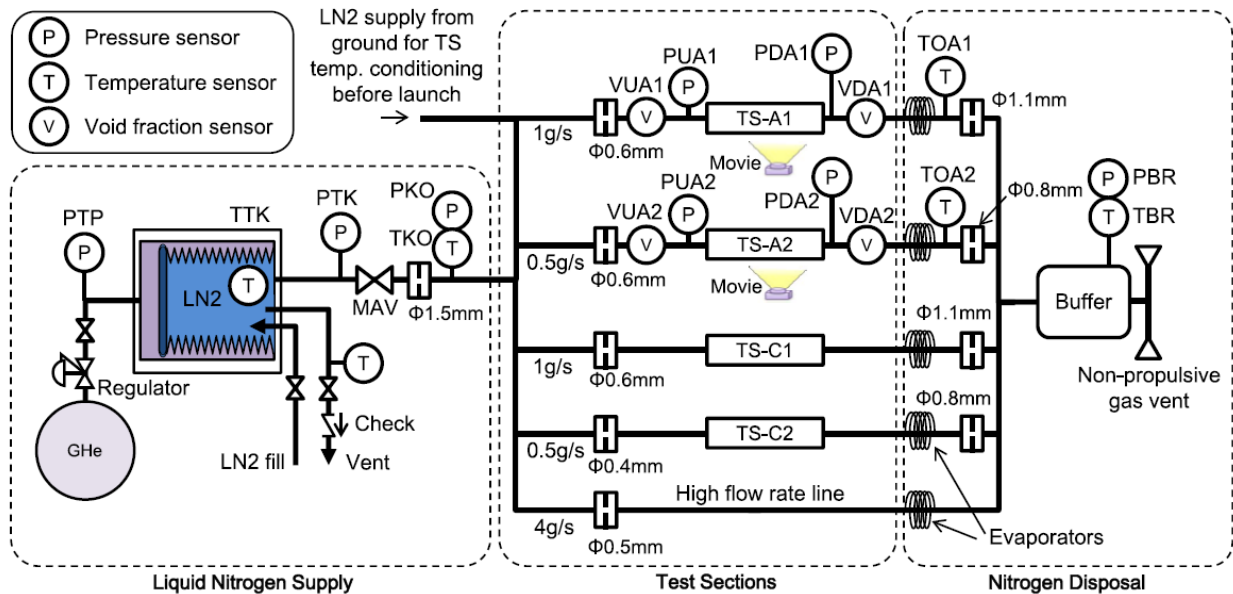 P Pressure sensor
T Temperature sensor
V Void fraction sensor
LN2 supply from
ground for TS
temp. conditioning
before launch
PTP
P
TTK
LN2
T
PTK
P
MAV
PKO
P
TKO
T
Φ1.5mm
Regulator
GHe
LN2 fill
T
Check
Vent
Liquid Nitrogen Supply
1g/s
Φ0.6mm
VUA1
V
PUA1
P
TS-A1
Movie
PDA1
P
VDA1
V
0.5g/s
Φ0.6mm
VUA2
V
PUA2
P
TS-A2
Movie
PDA2
P
VDA2
V
1g/s
Φ0.6mm
TS-C1
0.5g/s
Φ0.4mm
TS-C2
High flow rate line
4g/s
Φ0.5mm
Test Sections
TOA1
T
Φ1.1mm
TOA2
T
Φ0.8mm
Φ1.1mm
Φ0.8mm
Evaporators
P PBR
T TBR
Buffer
Non-propulsive
gas vent
Nitrogen Disposal